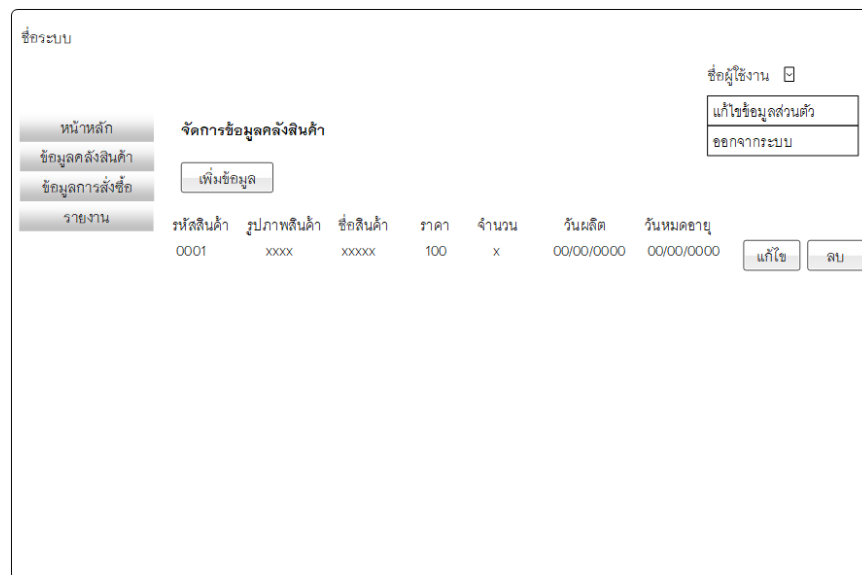 ชื่อระบบ
ชื่อผู้ใช้งาน
แก้ไขข้อมูลส่วนตัว
ออกจากระบบ
หน้าหลัก
ข้อมูลคลังสินค้า
ข้อมูลการสั่งซื้อ
รายงาน
จัดการข้อมูลคลังสินค้า
เพิ่มข้อมูล
รหัสสินค้า รูปภาพสินค้า ชื่อสินค้า ราคา จำนวน วันผลิต วันหมดอายุ
0001 xxxx xxxxx 100 x 00/00/0000 00/00/0000 แก้ไข ลบ